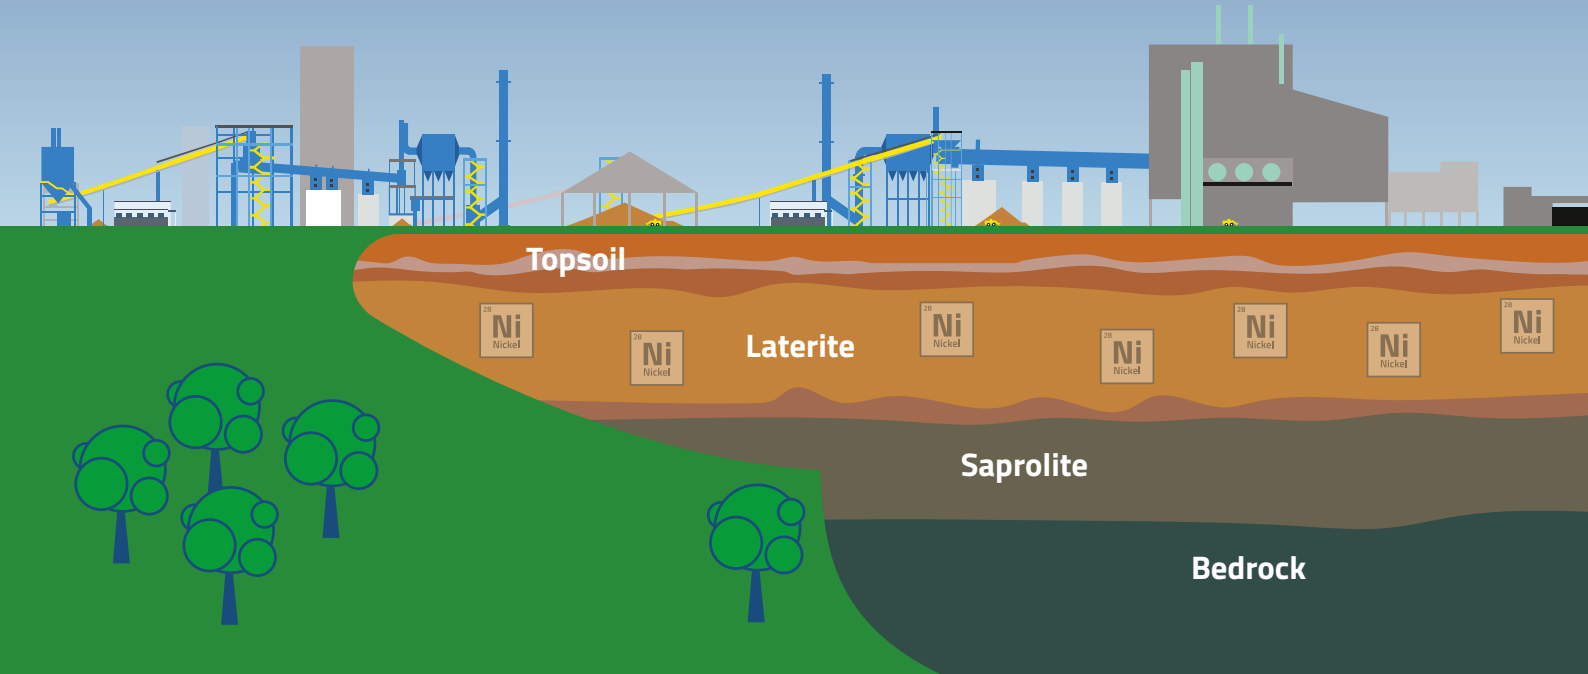 Topsoil
28
Ni
Nickel
28
Ni
Nickel
Laterite
28
Ni
Nickel
28
Ni
Nickel
28
Ni
Nickel
28
Ni
Nickel
28
Ni
Nickel
Saprolite
Bedrock